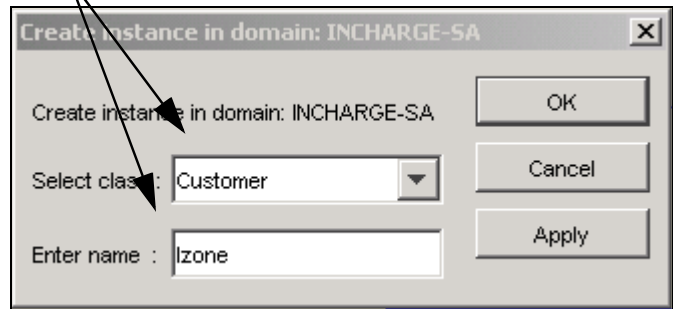 Create instance in domain: INCHARGE-SA
Create instance in domain: INCHARGE-SA
OK
Select class :
Customer
Cancel
Enter name :
Izone
Apply